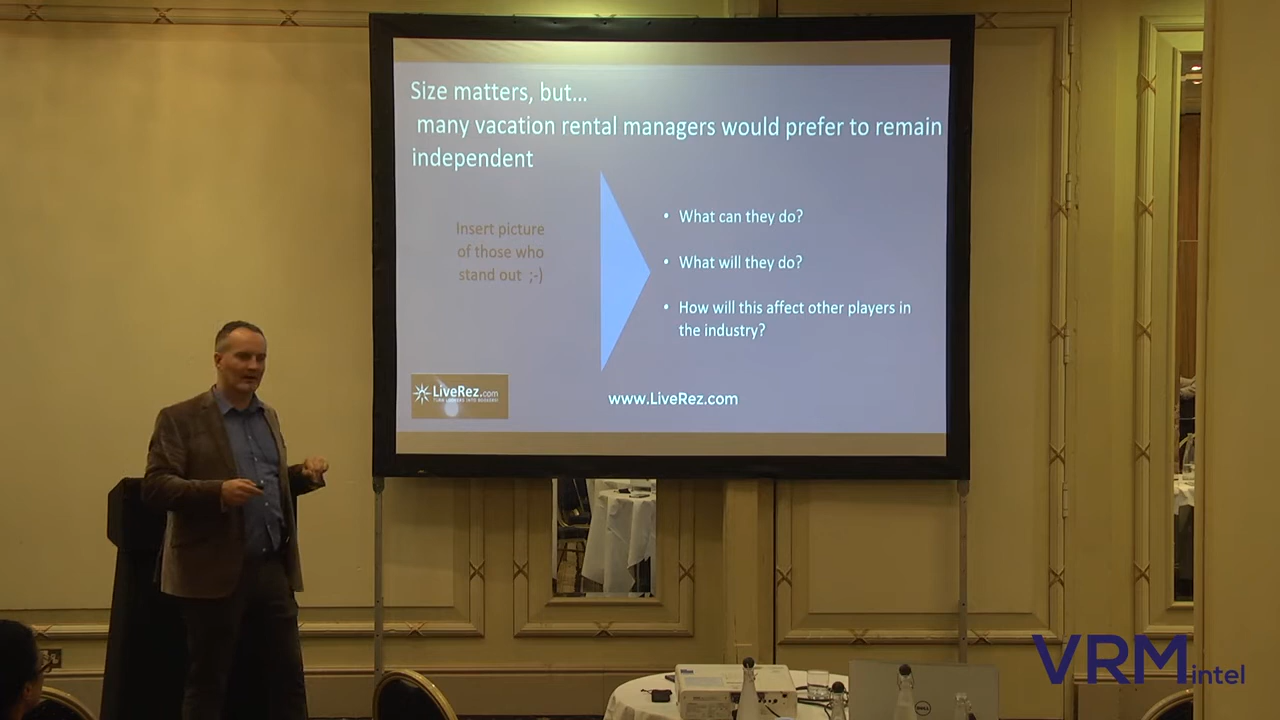 Size matters, but...
many vacation rental managers would prefer to remain
independent
Insert picture
of those who
stand out ;-)
• What can they do?
• What will they do?
• How will this affect other players in
the industry?
LiveRez.com
www.LiveRez.com
VRMintel
DELL